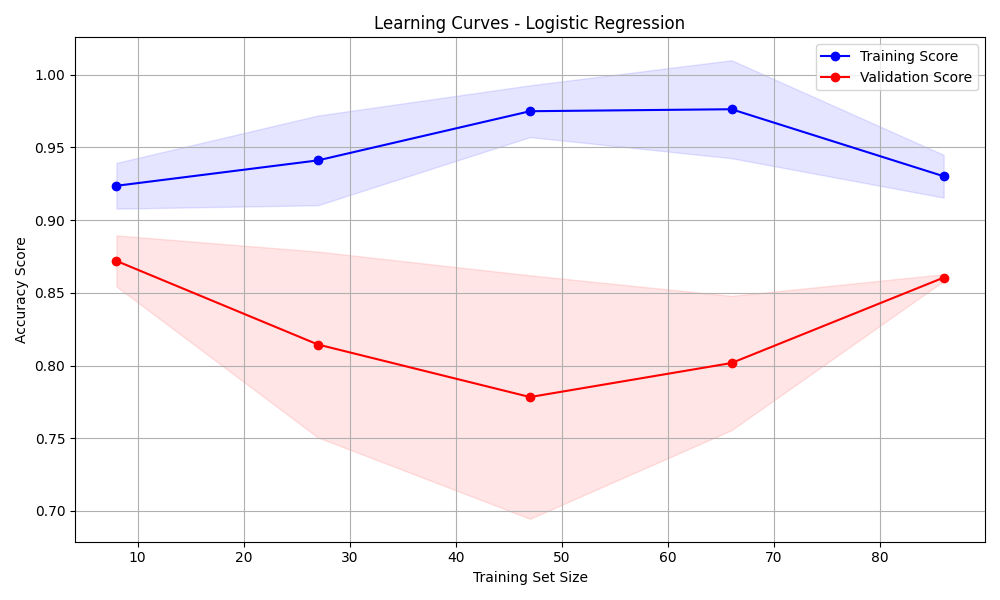 Learning Curves - Logistic Regression
Training Score
Validation Score
Accuracy Score
1.00
0.95
0.90
0.85
0.80
0.75
0.70
10 20 30 40 50 60 70 80
Training Set Size